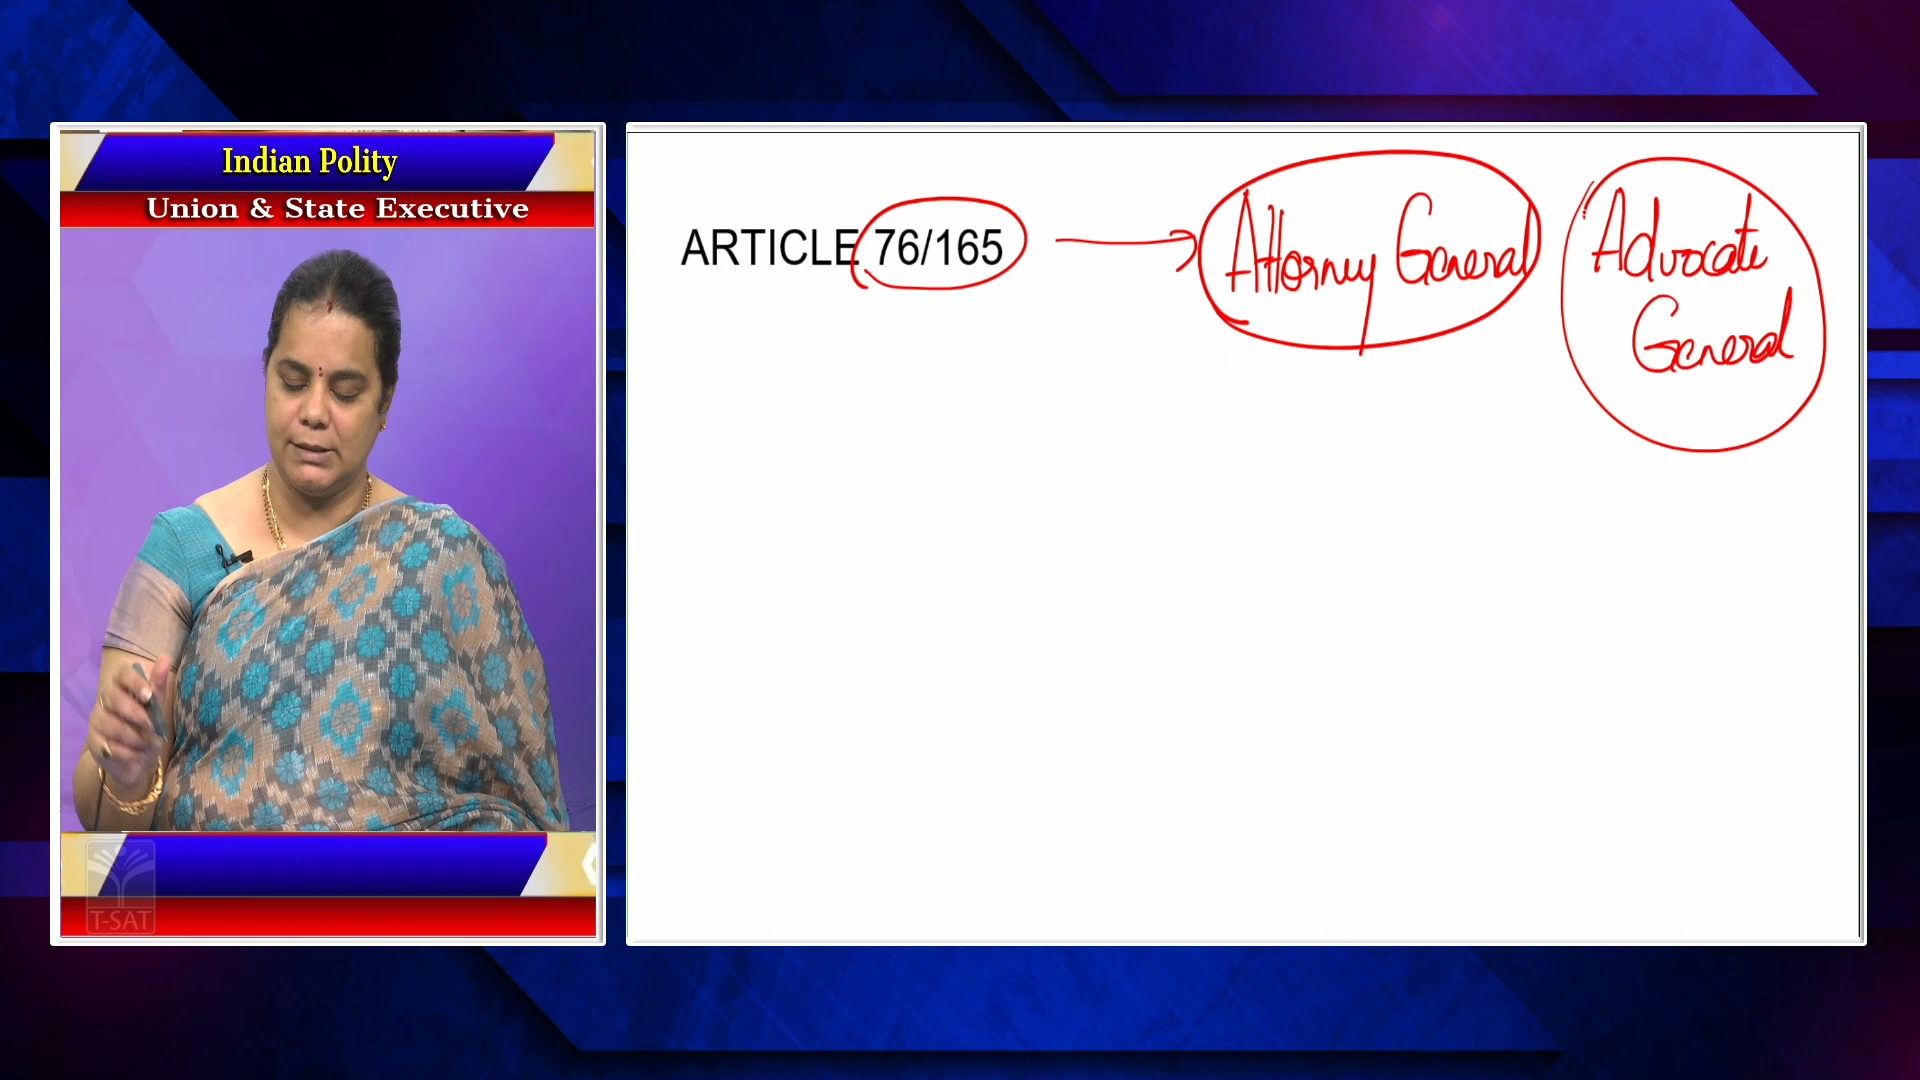 Indian Polity
Union & State Executive
ARTICLE 76/165
Attorney General
Advocate
General
T-SAT